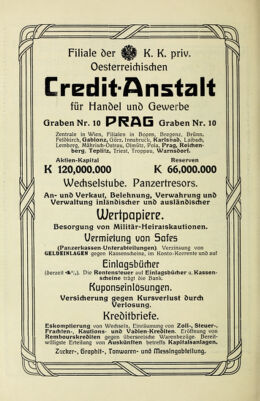 Filiale der K. K. priv.
Oesterreichischen
Credit-Anstalt
für Handel und Gewerbe
Graben Nr. 10 PRAG Graben Nr. 10
Zentrale in Wien, Filialen in Bozen, Bregenz, Brünn,
Feldkirch, Gablonz, Görz, Innsbruck, Karlsbad, Laibach,
Lemberg, Mährisch-Ostrau, Olmütz, Pola, Prag, Reichen-
berg, Teplitz, Triest, Troppau, Warnsdorf.
Aktien-Kapital Reserven
K 120,000.000 K 66,000.000
Wechselstube. Panzertresors.
An- und Verkauf, Belehnung, Verwahrung und
Verwaltung inländischer und ausländischer
Wertpapiere.
Besorgung von Militär-Heiratskautionen.
Vermietung von Safes
(Panzerkassen-Unterabteilungen). Verzinsung von
GELDEINLAGEN gegen Kassenscheine, im Konto-Korrente und auf
Einlagsbücher
(derzeit Die Rentensteuer auf Einlagsbücher u. Kassen-
scheine trägt die Bank.
Kuponseinlösungen.
Versicherung gegen Kursverlust durch
Verlosung.
Kreditbriefe.
Eskomptierung von Wechseln, Einräumung von Zoll-, Steuer-,
Frachten-, Kautions- und Vadien-Krediten. Eröffnung von
Rembourskrediten gegen überseeische Warenbezüge. Bereit-
willigste Erteilung von Auskünften betreffs Kapitalsanlagen.
Zucker-, Graphit-, Tonwaren- und Messingabteilung.